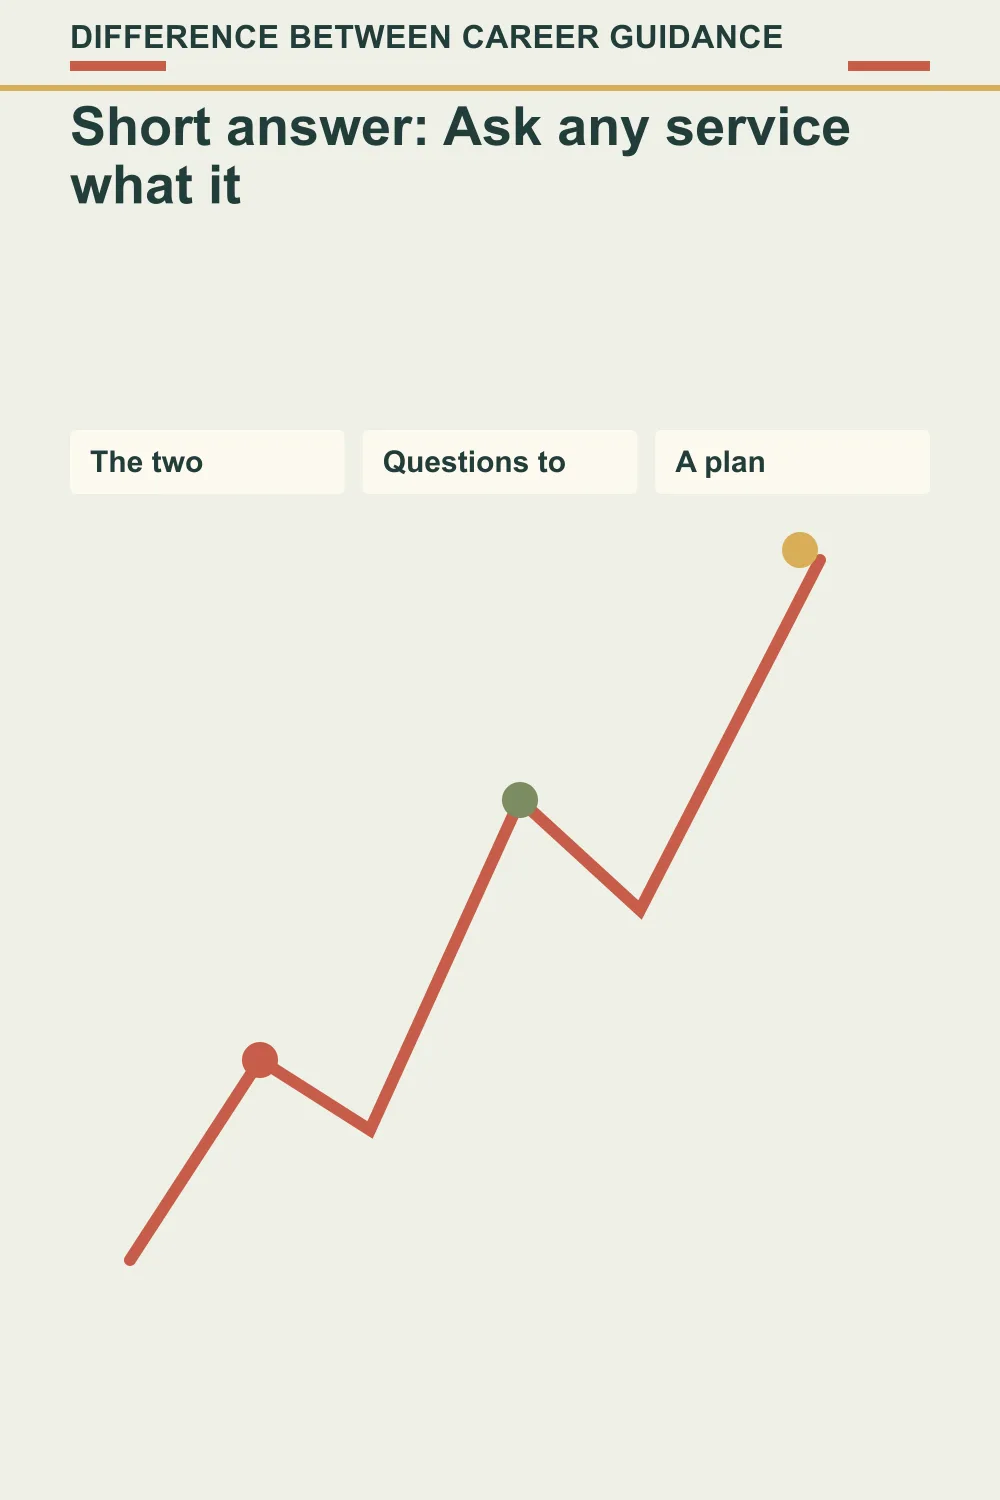 DIFFERENCE BETWEEN CAREER GUIDANCE
Short answer: Ask any service
what it
The two
Questions to
A plan